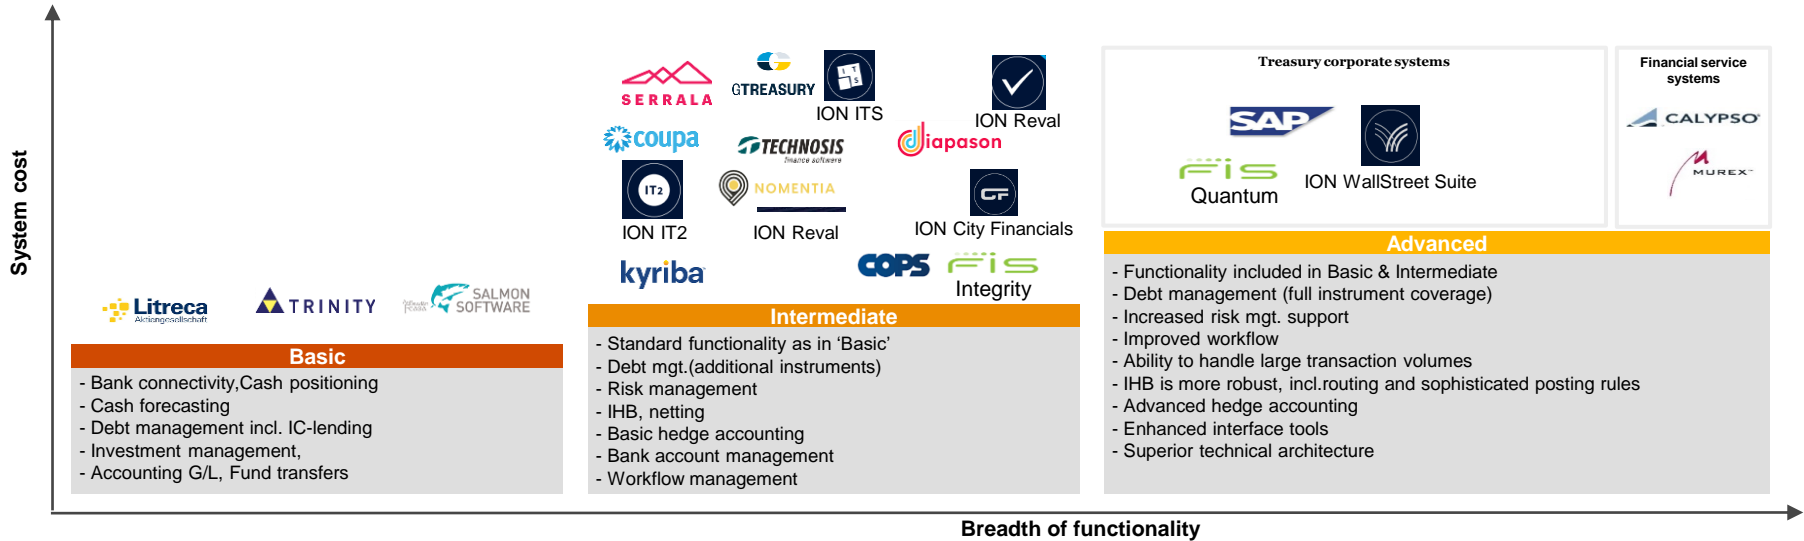 System cost
Litreca
Aktiengesellschaft
TRINITY
SALMON
SOFTWARE
Basic
- Bank connectivity,Cash positioning
- Cash forecasting
- Debt management incl. IC-lending
- Investment management,
- Accounting G/L, Fund transfers
SERRALA
GTREASURY
ITS
ION ITS
ION Reval
coupa
TECHNOSIS
finance software
diapason
IT2
ION IT2
NOMENTIA
ION Reval
CF
ION City Financials
kyriba
COPS
FIS
Integrity
Intermediate
- Standard functionality as in ‘Basic’
- Debt mgt.(additional instruments)
- Risk management
- IHB, netting
- Basic hedge accounting
- Bank account management
- Workflow management
Treasury corporate systems
SAP
FIS
Quantum
ION WallStreet Suite
Financial service
systems
CALYPSO
MUREX
Advanced
- Functionality included in Basic & Intermediate
- Debt management (full instrument coverage)
- Increased risk mgt. support
- Improved workflow
- Ability to handle large transaction volumes
- IHB is more robust, incl.routing and sophisticated posting rules
- Advanced hedge accounting
- Enhanced interface tools
- Superior technical architecture
Breadth of functionality